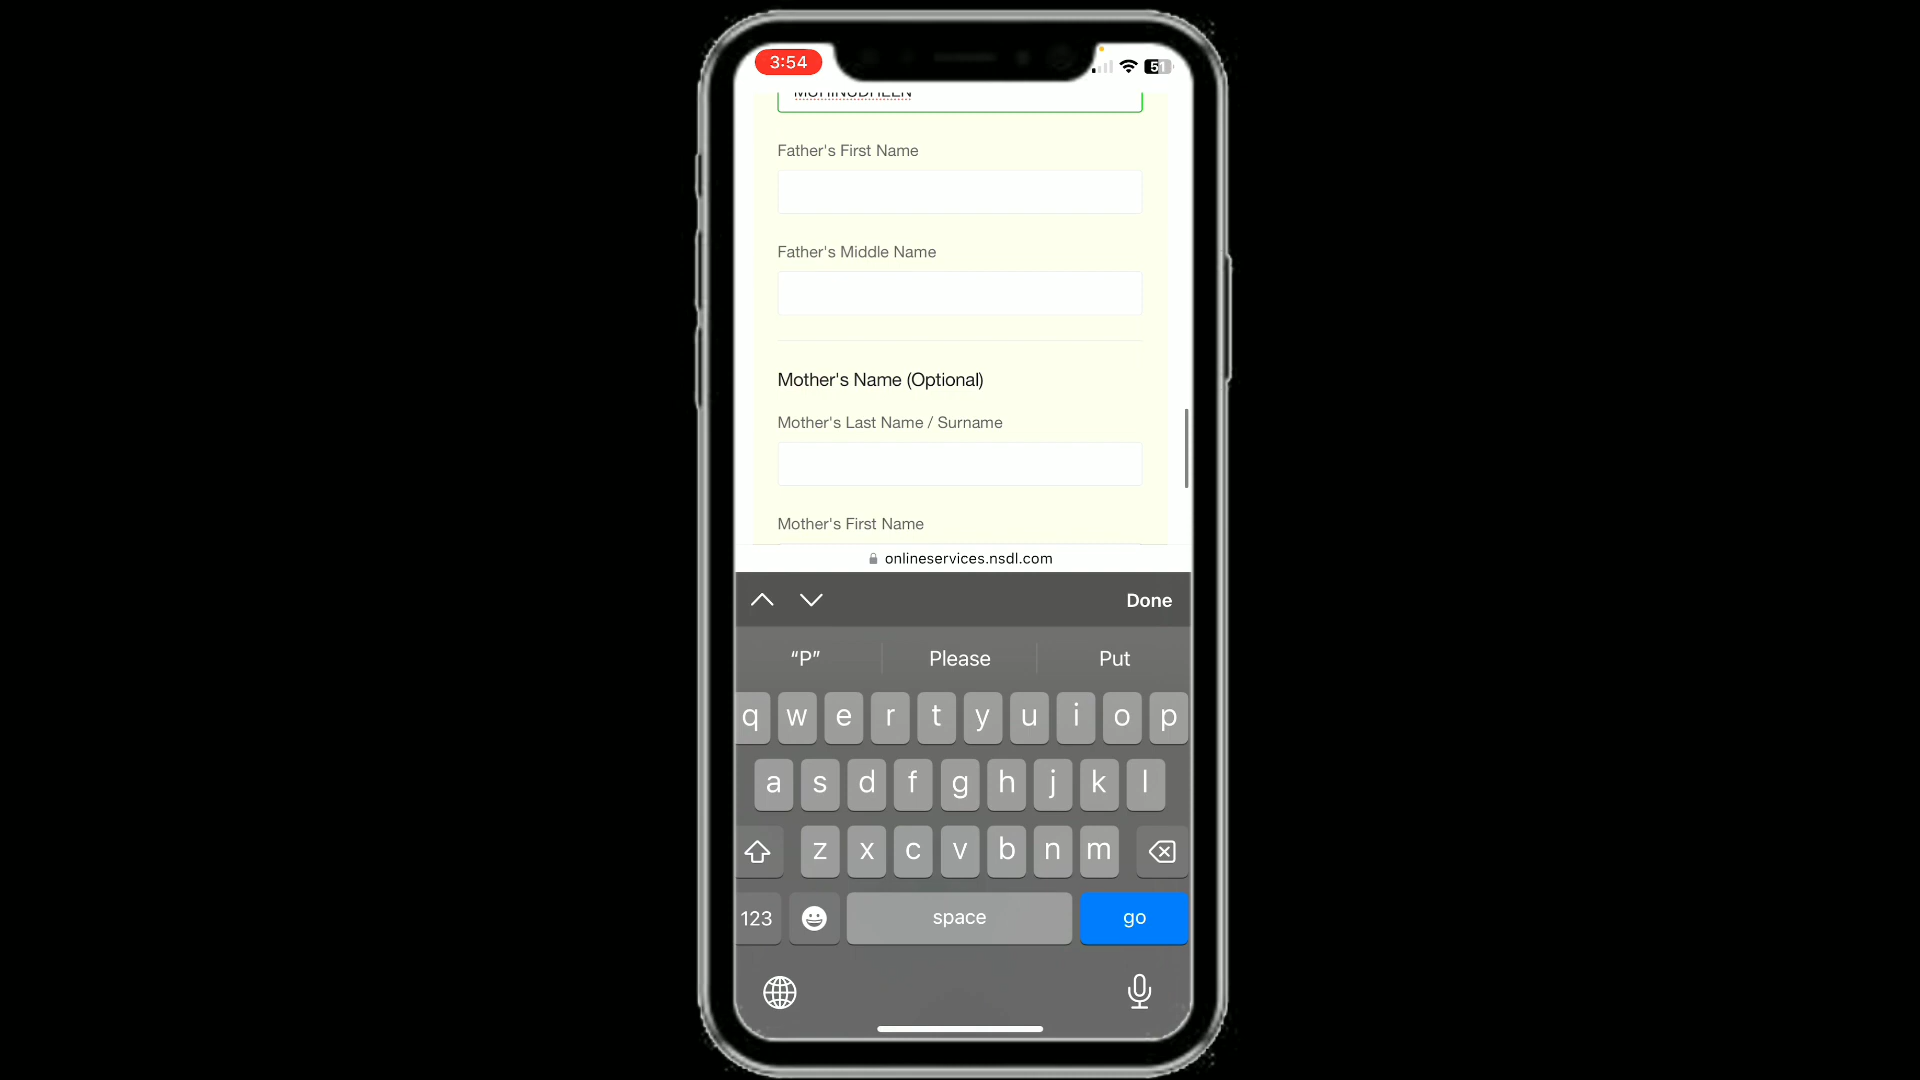 3:54
51
Father's First Name
Father's Middle Name
Mother's Name (Optional)
Mother's Last Name / Surname
Mother's First Name
onlineservices.nsdl.com
Done
“P” Please Put
q w e r t y u i o p
a s d f g h j k l
z x c v b n m
123 space go